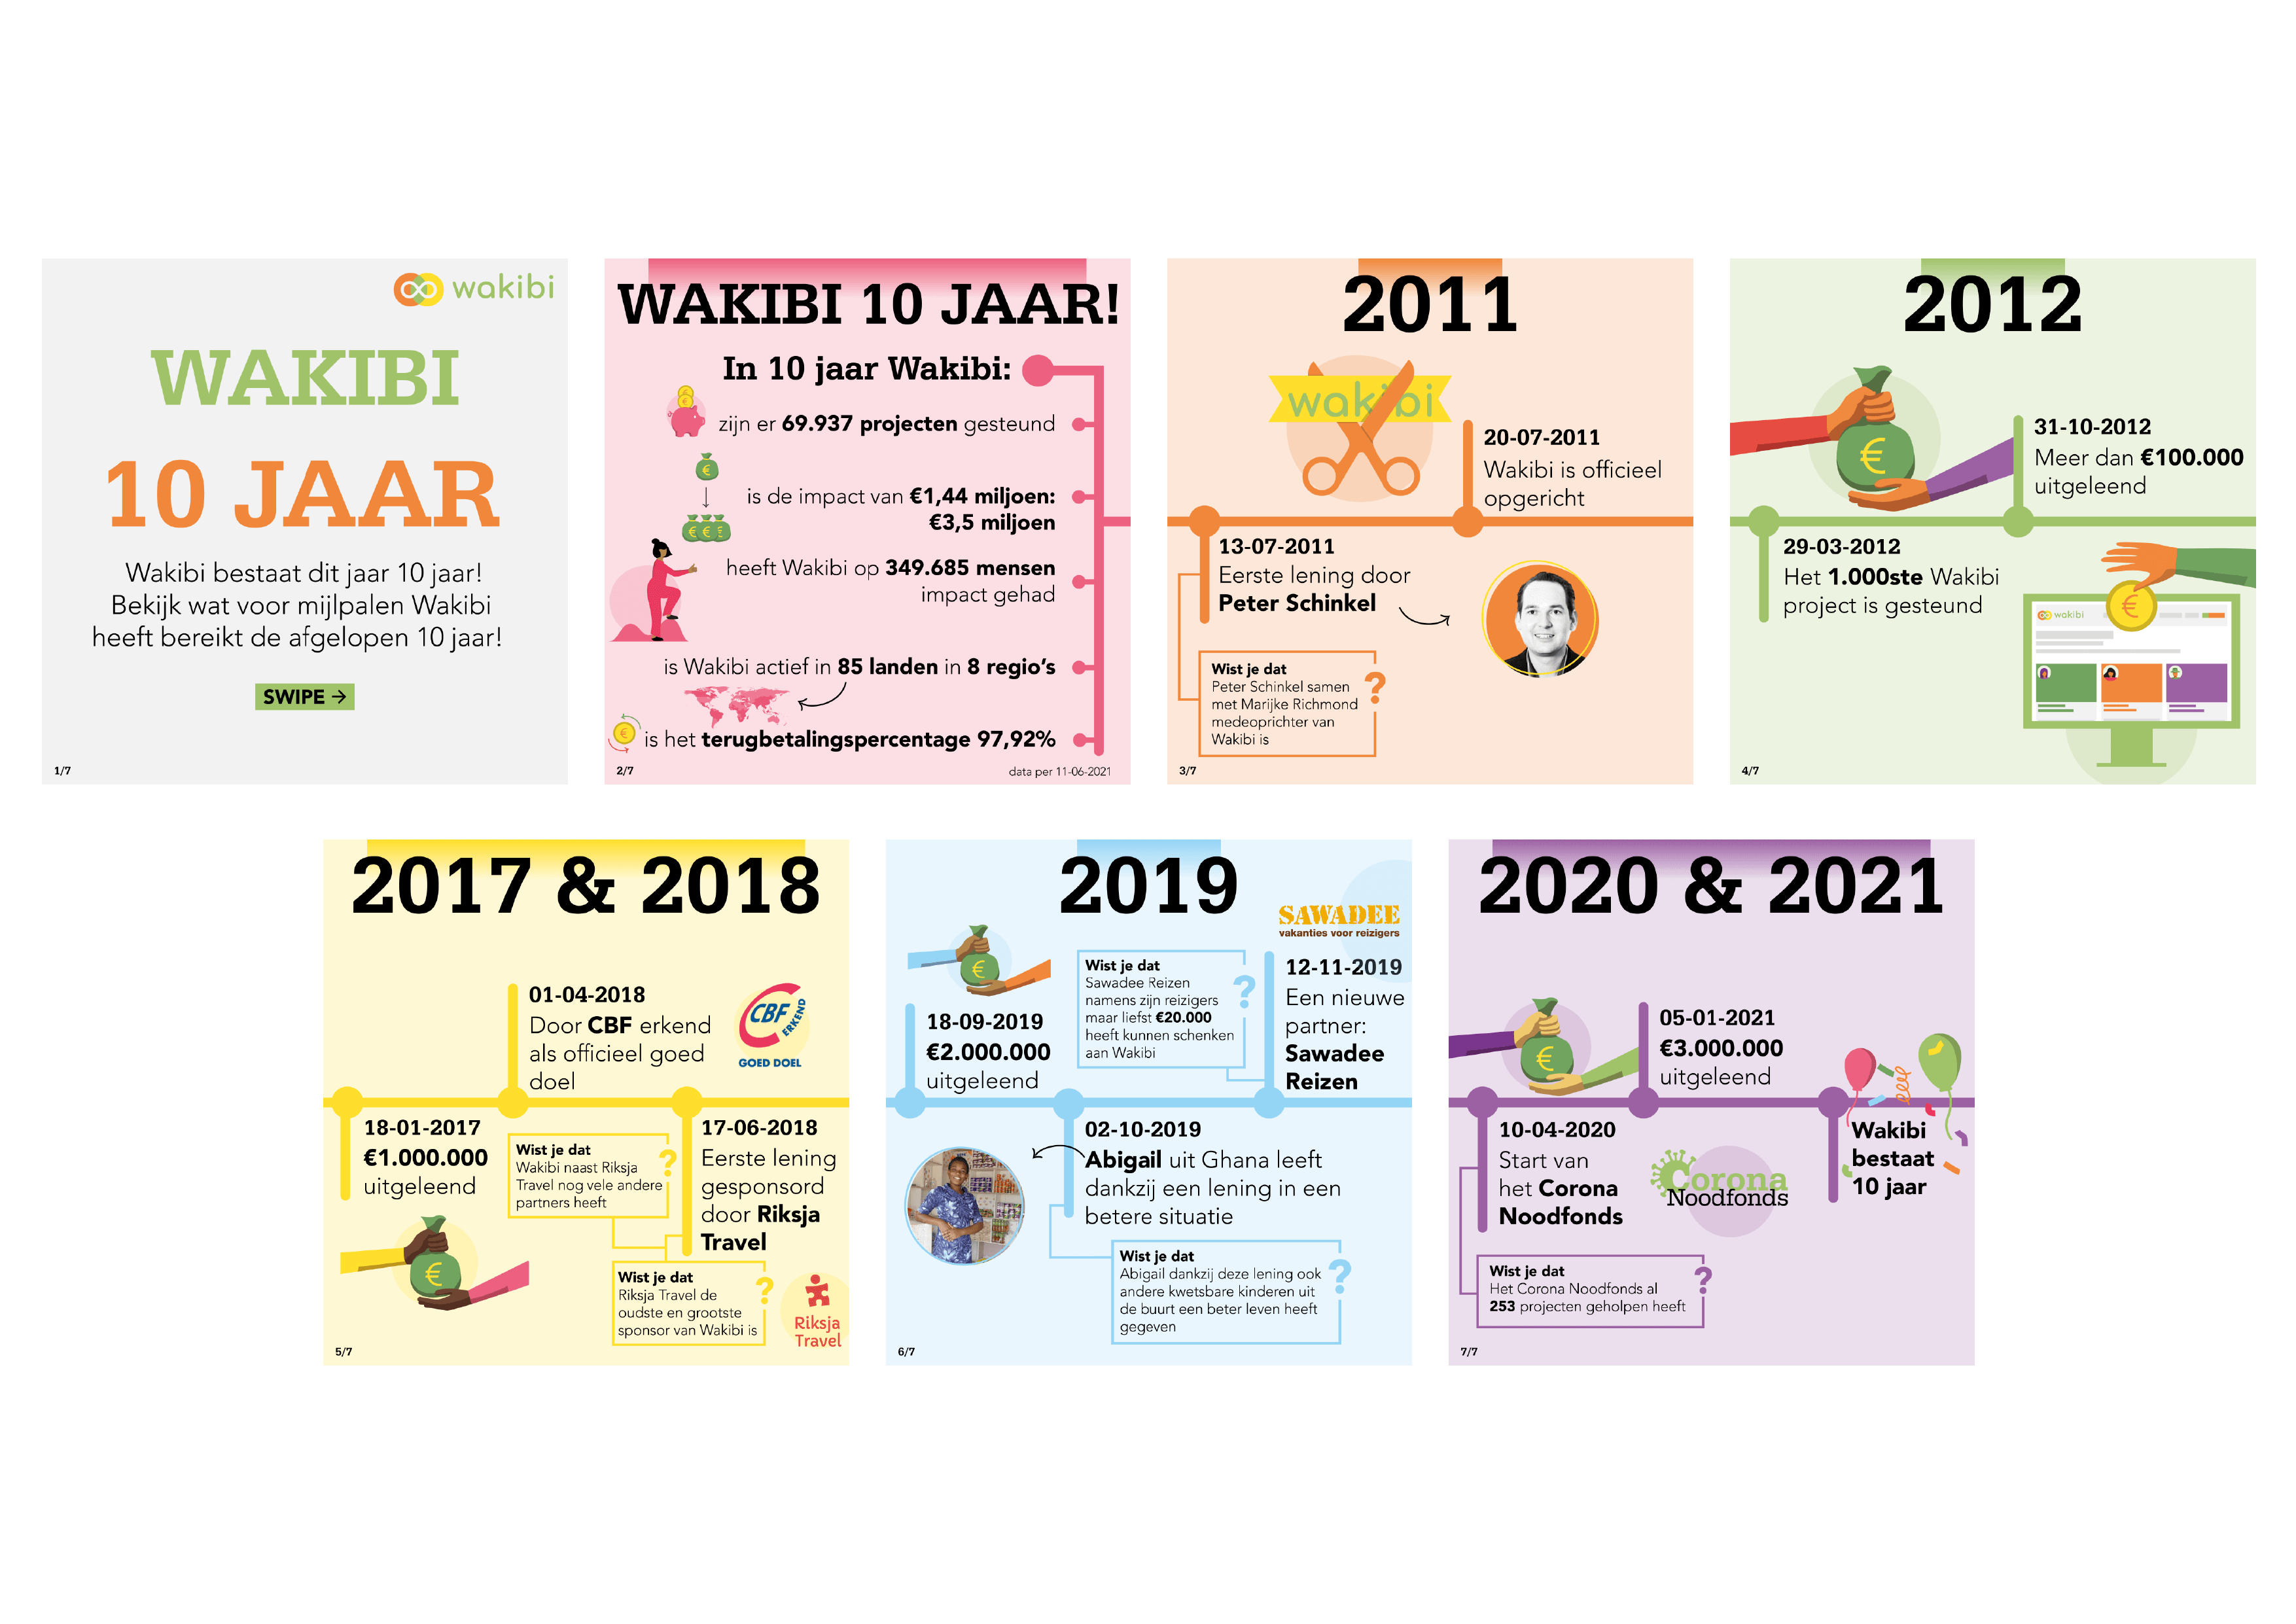 wakibi
WAKIBI
10 JAAR
Wakibi bestaat dit jaar 10 jaar!
Bekijk wat voor mijlpalen Wakibi
heeft bereikt de afgelopen 10 jaar!
SWIPE →
1/7
WAKIBI 10 JAAR!
In 10 jaar Wakibi:
zijn er 69.937 projecten gesteund
€
is de impact van €1,44 miljoen:
€3,5 miljoen
€ € €
heeft Wakibi op 349.685 mensen
impact gehad
is Wakibi actief in 85 landen in 8 regio's
€
is het terugbetalingspercentage 97,92%
2/7
data per 11-06-2021
2011
wakibi
20-07-2011
Wakibi is officieel
opgericht
13-07-2011
Eerste lening door
Peter Schinkel
Wist je dat
Peter Schinkel samen
met Marijke Richmond
medeoprichter van
Wakibi is
?
3/7
2012
€
31-10-2012
Meer dan €100.000
uitgeleend
29-03-2012
Het 1.000ste Wakibi
project is gesteund
€
wakibi
4/7
2017 & 2018
01-04-2018
Door CBF erkend
als officieel goed
doel
CBF
ERKEND
GOED DOEL
18-01-2017
€1.000.000
uitgeleend
€
Wist je dat
Wakibi naast Riksja
Travel nog vele andere
partners heeft
?
17-06-2018
Eerste lening
gesponsord
door Riksja
Travel
Wist je dat
Riksja Travel de
oudste en grootste
sponsor van Wakibi is
?
Riksja
Travel
5/7
2019
SAWADEE
vakanties voor reizigers
€
18-09-2019
€2.000.000
uitgeleend
Wist je dat
Sawadee Reizen
namens zijn reizigers
maar liefst €20.000
heeft kunnen schenken
aan Wakibi
?
12-11-2019
Een nieuwe
partner:
Sawadee
Reizen
02-10-2019
Abigail uit Ghana leeft
dankzij een lening in een
betere situatie
Wist je dat
Abigail dankzij deze lening ook
andere kwetsbare kinderen uit
de buurt een beter leven heeft
gegeven
?
6/7
2020 & 2021
€
05-01-2021
€3.000.000
uitgeleend
10-04-2020
Start van
het Corona
Noodfonds
Corona
Noodfonds
Wakibi
bestaat
10 jaar
Wist je dat
Het Corona Noodfonds al
253 projecten geholpen heeft
?
7/7